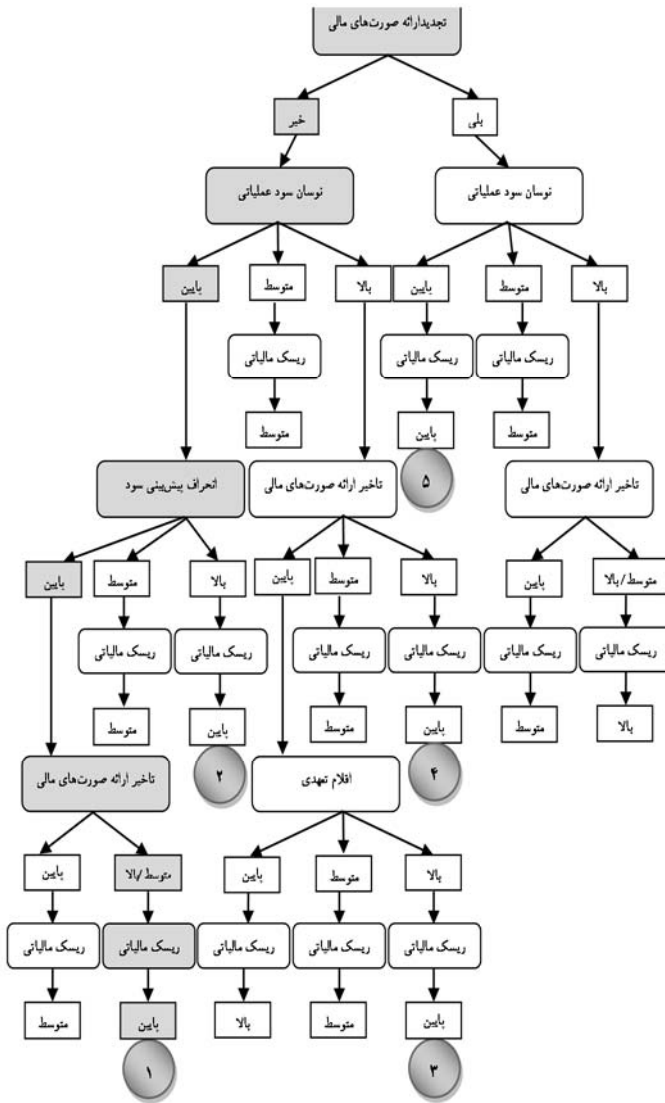 تجدیدارائه صورت‌های مالی
خیر
بلی
نوسان سود عملیاتی
نوسان سود عملیاتی
پایین
متوسط
بالا
پایین
متوسط
بالا
ریسک مالیاتی
ریسک مالیاتی
ریسک مالیاتی
متوسط
پایین
متوسط
۵
انحراف پیش‌بینی سود
تاخیر ارائه صورت‌های مالی
تاخیر ارائه صورت‌های مالی
پایین
متوسط
بالا
پایین
متوسط
بالا
پایین
متوسط/بالا
ریسک مالیاتی
ریسک مالیاتی
ریسک مالیاتی
ریسک مالیاتی
ریسک مالیاتی
ریسک مالیاتی
متوسط
پایین
متوسط
پایین
متوسط
بالا
۲
۴
تاخیر ارائه صورت‌های مالی
اقلام تعهدی
پایین
متوسط/بالا
پایین
متوسط
بالا
ریسک مالیاتی
ریسک مالیاتی
ریسک مالیاتی
ریسک مالیاتی
ریسک مالیاتی
متوسط
پایین
بالا
متوسط
پایین
۱
۳